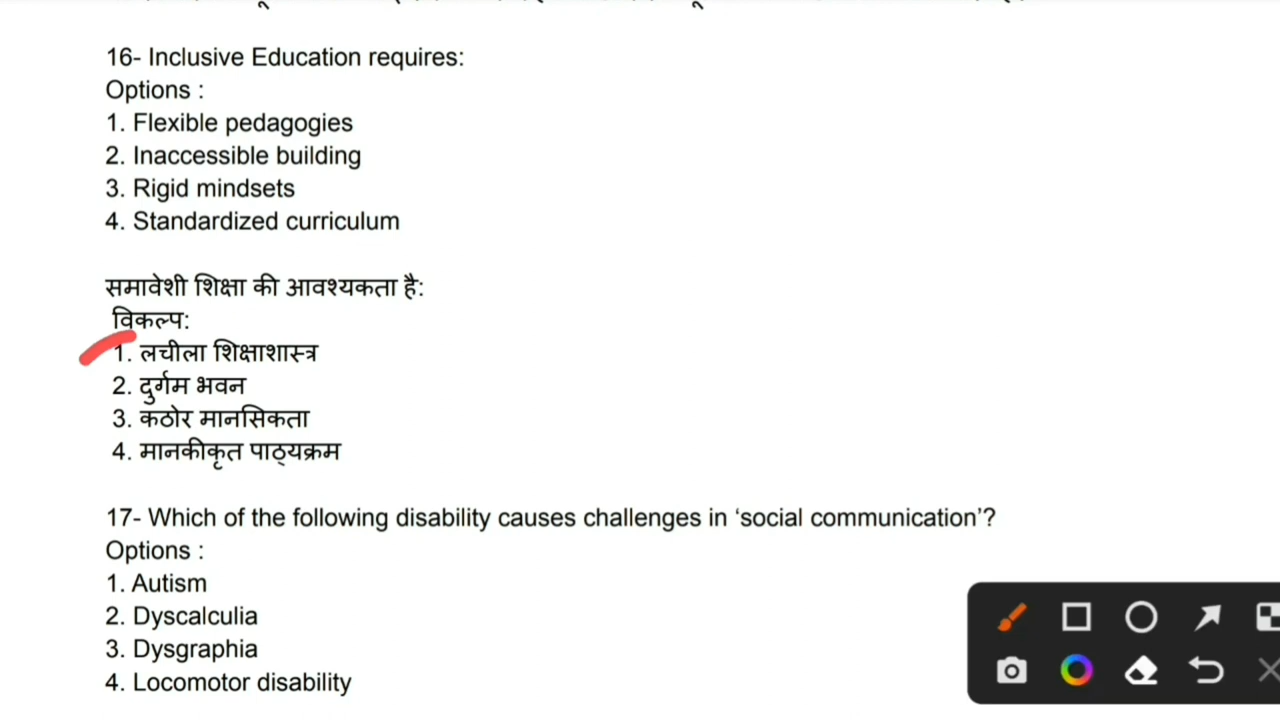 16- Inclusive Education requires:
Options :
1. Flexible pedagogies
2. Inaccessible building
3. Rigid mindsets
4. Standardized curriculum
समावेशी शिक्षा की आवश्यकता है:
विकल्प:
1. लचीला शिक्षाशास्त्र
2. दुर्गम भवन
3. कठोर मानसिकता
4. मानकीकृत पाठ्यक्रम
17- Which of the following disability causes challenges in ‘social communication’?
Options :
1. Autism
2. Dyscalculia
3. Dysgraphia
4. Locomotor disability